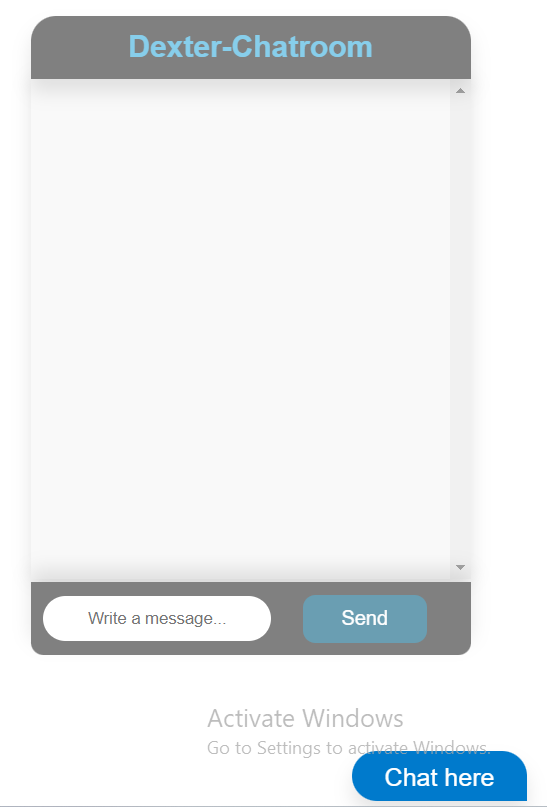 Dexter-Chatroom
Write a message...
Send
Activate Windows
Go to Settings to activate Windows.
Chat here